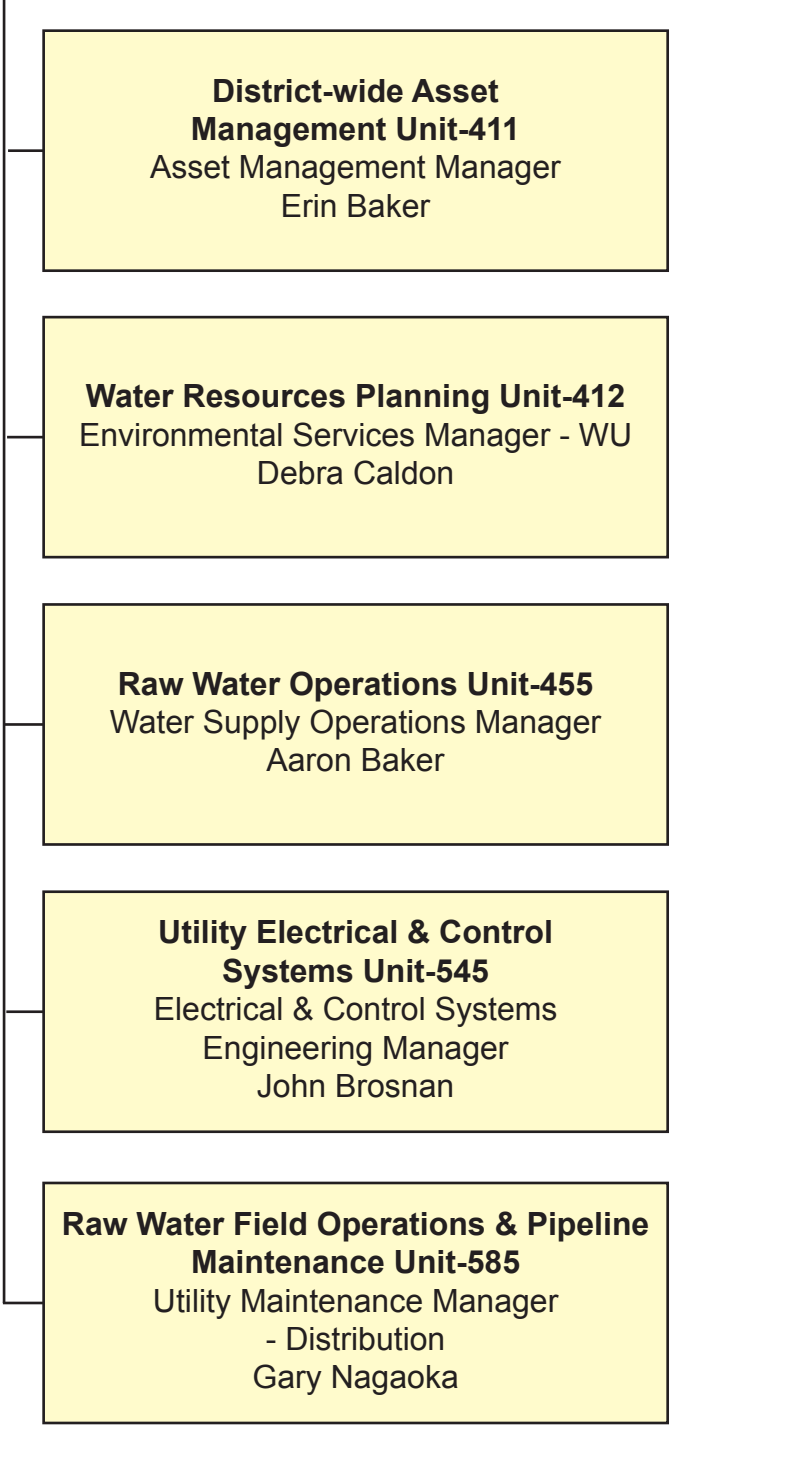 District-wide Asset
Management Unit-411
Asset Management Manager
Erin Baker
Water Resources Planning Unit-412
Environmental Services Manager - WU
Debra Caldon
Raw Water Operations Unit-455
Water Supply Operations Manager
Aaron Baker
Utility Electrical & Control
Systems Unit-545
Electrical & Control Systems
Engineering Manager
John Brosnan
Raw Water Field Operations & Pipeline
Maintenance Unit-585
Utility Maintenance Manager
- Distribution
Gary Nagaoka